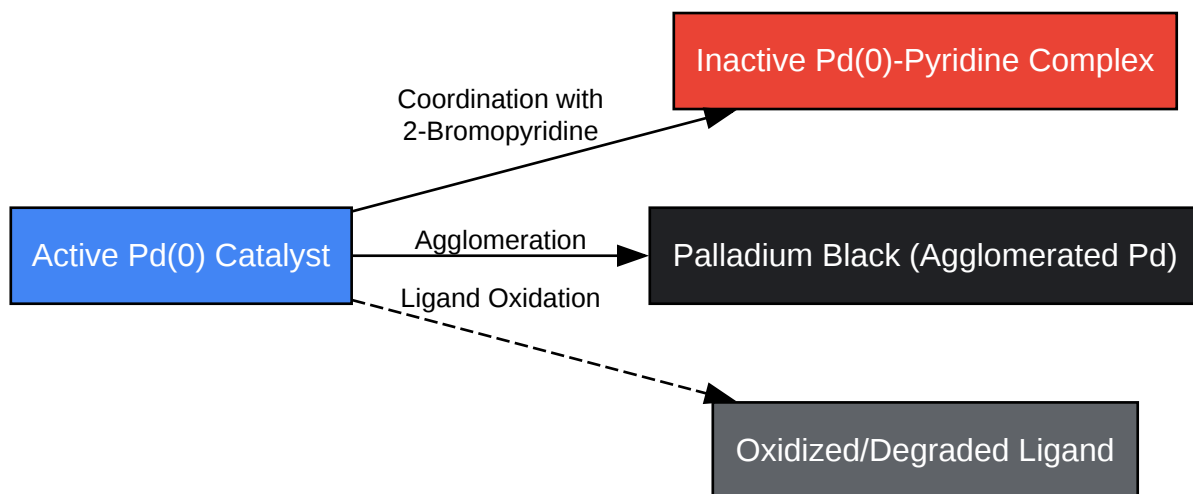 Inactive Pd(0)-Pyridine Complex
Coordination with
2-Bromopyridine
Active Pd(0) Catalyst
Agglomeration
Palladium Black (Agglomerated Pd)
Ligand Oxidation
Oxidized/Degraded Ligand